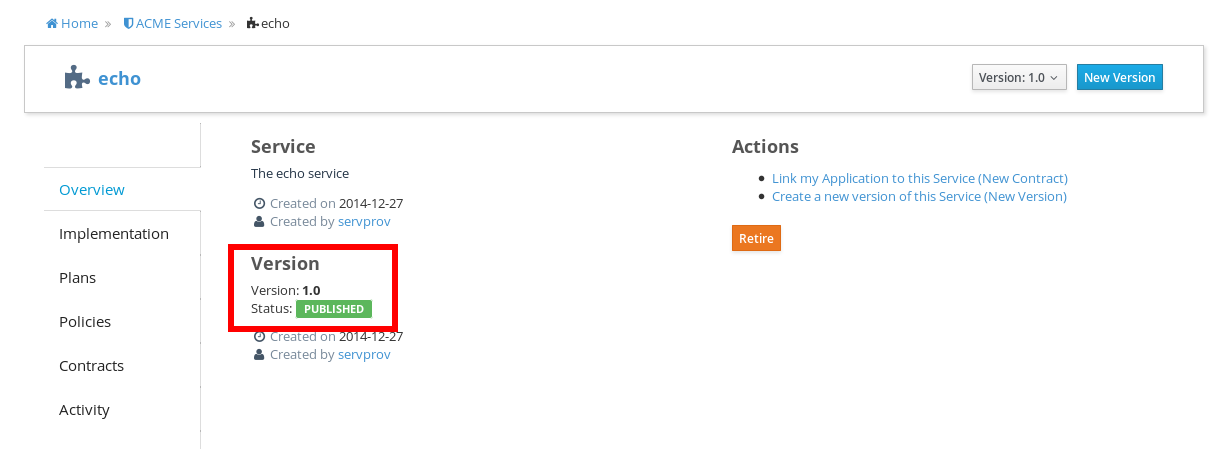 Home » ACME Services » echo
echo
Version: 1.0
New Version
Overview
Implementation
Plans
Policies
Contracts
Activity
Service
The echo service
Created on 2014-12-27
Created by servprov
Version
Version: 1.0
Status: PUBLISHED
Created on 2014-12-27
Created by servprov
Actions
Link my Application to this Service (New Contract)
Create a new version of this Service (New Version)
Retire